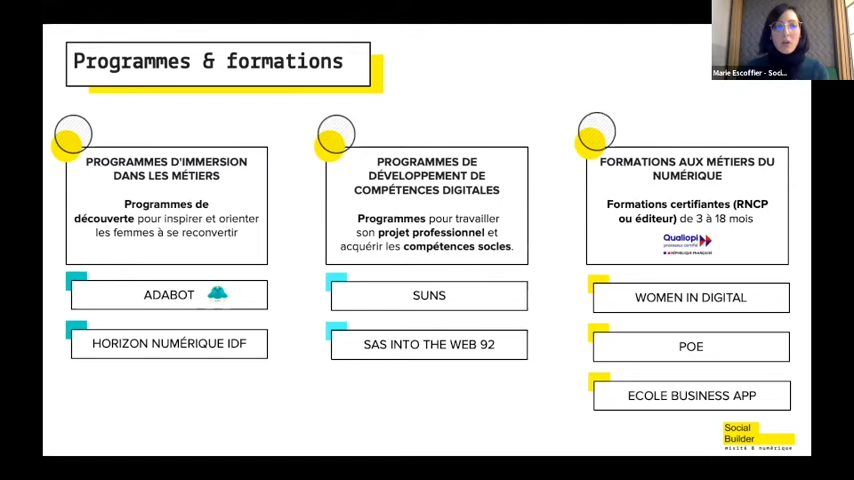 Programmes & formations
Marie Escoffier - Soci...
PROGRAMMES D'IMMERSION
DANS LES MÉTIERS
Programmes de
découverte pour inspirer et orienter
les femmes à se reconvertir
ADABOT
HORIZON NUMÉRIQUE IDF
PROGRAMMES DE
DÉVELOPPEMENT DE
COMPÉTENCES DIGITALES
Programmes pour travailler
son projet professionnel et
acquérir les compétences socles.
SUNS
SAS INTO THE WEB 92
FORMATIONS AUX MÉTIERS DU
NUMÉRIQUE
Formations certifiantes (RNCP
ou éditeur) de 3 à 18 mois
Qualiopi
processus certifié
RÉPUBLIQUE FRANÇAISE
WOMEN IN DIGITAL
POE
ECOLE BUSINESS APP
Social
Builder
mixité & numérique